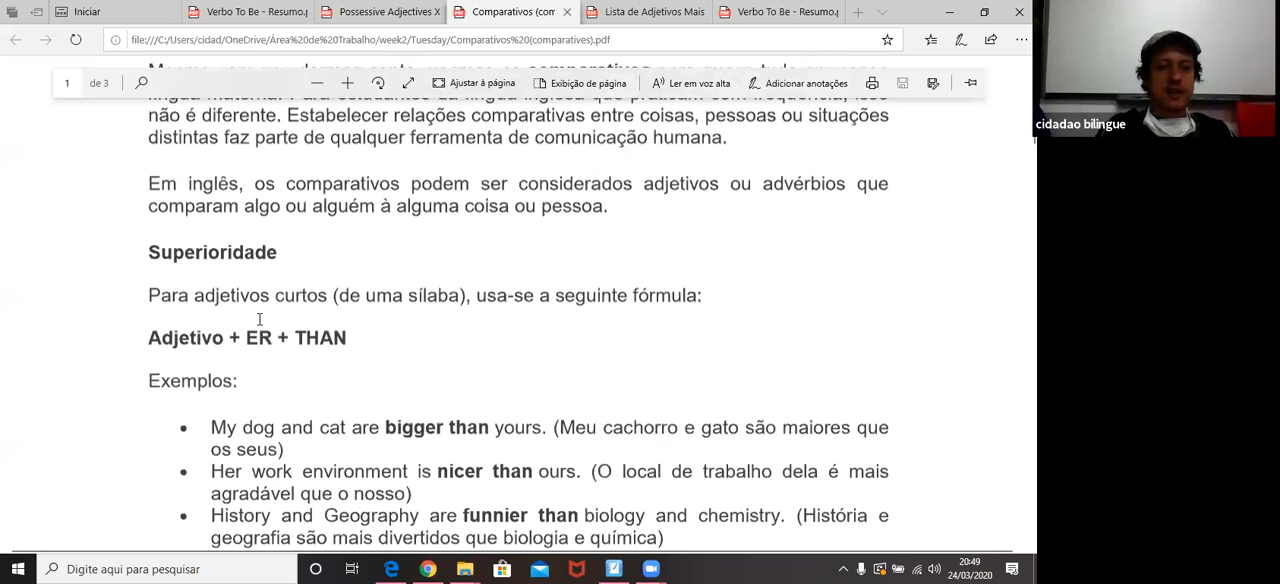 Iniciar
Verbo To Be - Resumo.p
Possessive Adjectives X
Comparativos (con
Lista de Adjetivos Mais
Verbo To Be - Resumo.p
file:///C:/Users/cidad/OneDrive/Área%20de%20Trabalho/week2/Tuesday/Comparativos%20(comparatives).pdf
1 de 3
Ajustar à página
Exibição de página
Ler em voz alta
Adicionar anotações
não é diferente. Estabelecer relações comparativas entre coisas, pessoas ou situações
distintas faz parte de qualquer ferramenta de comunicação humana.
Em inglês, os comparativos podem ser considerados adjetivos ou advérbios que
comparam algo ou alguém à alguma coisa ou pessoa.
Superioridade
Para adjetivos curtos (de uma sílaba), usa-se a seguinte fórmula:
Adjetivo + ER + THAN
Exemplos:
• My dog and cat are bigger than yours. (Meu cachorro e gato são maiores que
os seus)
• Her work environment is nicer than ours. (O local de trabalho dela é mais
agradável que o nosso)
• History and Geography are funnier than biology and chemistry. (História e
geografia são mais divertidos que biologia e química)
Digite aqui para pesquisar
20:49
24/03/2020
cidadao bilingue